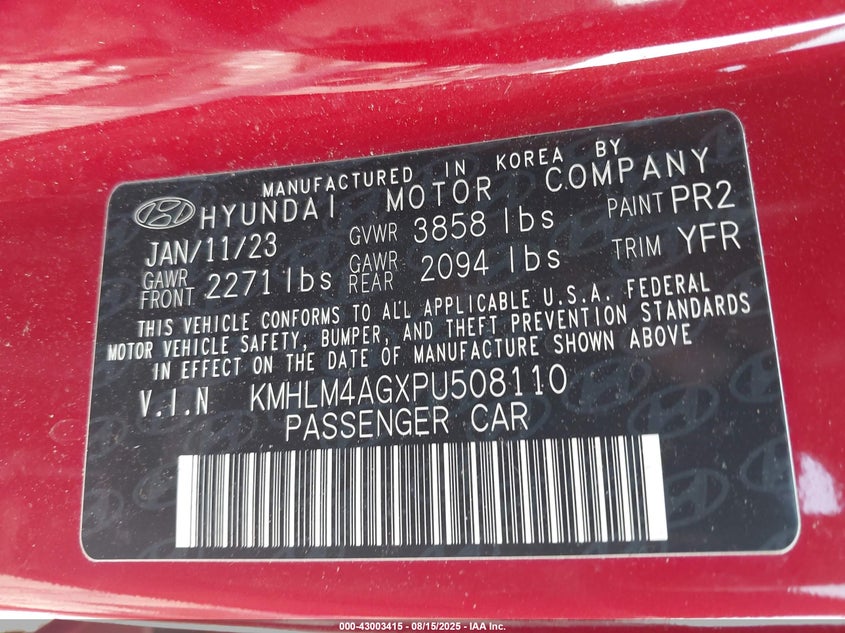 MANUFACTURED IN KOREA BY
HYUNDAI MOTOR COMPANY
JAN/11/23 GVWR 3858 lbs PAINT PR2
GAWR FRONT 2271 lbs GAWR REAR 2094 lbs TRIM YFR
THIS VEHICLE CONFORMS TO ALL APPLICABLE U.S.A. FEDERAL
MOTOR VEHICLE SAFETY, BUMPER, AND THEFT PREVENTION STANDARDS
IN EFFECT ON THE DATE OF MANUFACTURE SHOWN ABOVE
V.I.N KMHLM4AGXPU508110
PASSENGER CAR
000-43003415 - 08/15/2025 - IAA Inc.